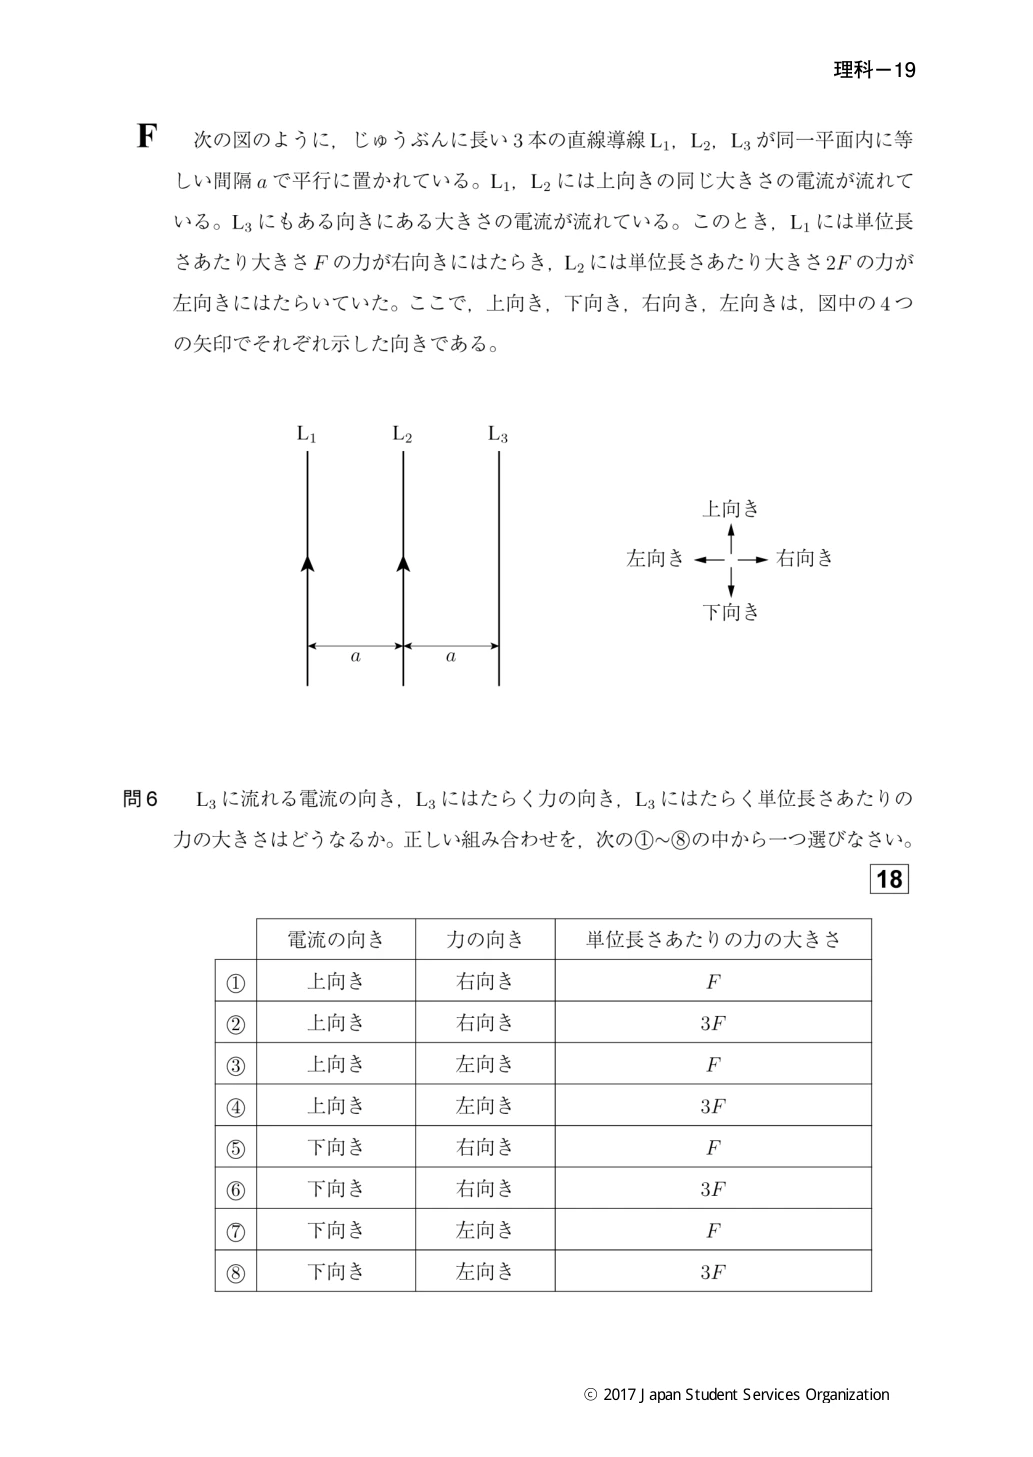 理科－19
F　次の図のように，じゅうぶんに長い3本の直線導線L₁，L₂，L₃が同一平面内に等
しい間隔aで平行に置かれている。L₁，L₂には上向きの同じ大きさの電流が流れて
いる。L₃にもある向きにある大きさの電流が流れている。このとき，L₁には単位長
さあたり大きさFの力が右向きにはたらき，L₂には単位長さあたり大きさ2Fの力が
左向きにはたらいていた。ここで，上向き，下向き，右向き，左向きは，図中の4つ
の矢印でそれぞれ示した向きである。
L₁ L₂ L₃
上向き
左向き 右向き
下向き
a a
問6　L₃に流れる電流の向き，L₃にはたらく力の向き，L₃にはたらく単位長さあたりの
力の大きさはどうなるか。正しい組み合わせを，次の①～⑧の中から一つ選びなさい。
18
電流の向き 力の向き 単位長さあたりの力の大きさ
① 上向き 右向き F
② 上向き 右向き 3F
③ 上向き 左向き F
④ 上向き 左向き 3F
⑤ 下向き 右向き F
⑥ 下向き 右向き 3F
⑦ 下向き 左向き F
⑧ 下向き 左向き 3F
© 2017 Japan Student Services Organization